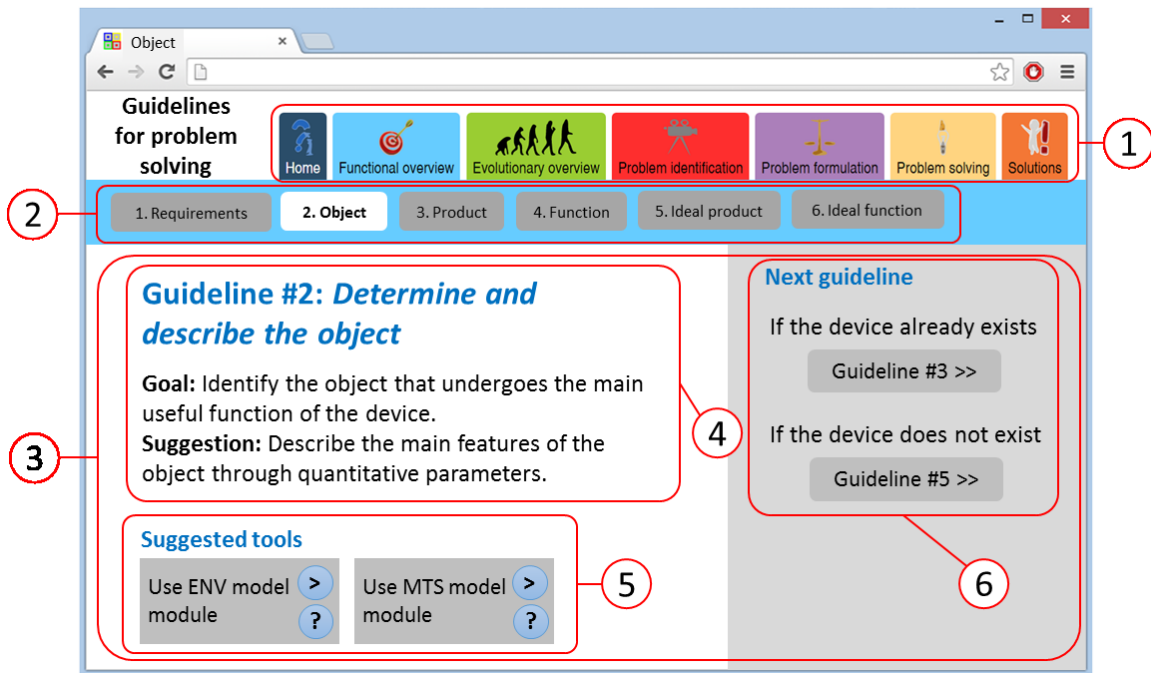 Object
Guidelines
for problem
solving
Home
Functional overview
Evolutionary overview
Problem identification
Problem formulation
Problem solving
Solutions
1
2
1. Requirements
2. Object
3. Product
4. Function
5. Ideal product
6. Ideal function
Guideline #2: Determine and
describe the object
Goal: Identify the object that undergoes the main
useful function of the device.
Suggestion: Describe the main features of the
object through quantitative parameters.
3
4
Next guideline
If the device already exists
Guideline #3 >>
If the device does not exist
Guideline #5 >>
Suggested tools
Use ENV model
module
>
?
Use MTS model
module
>
?
5
6